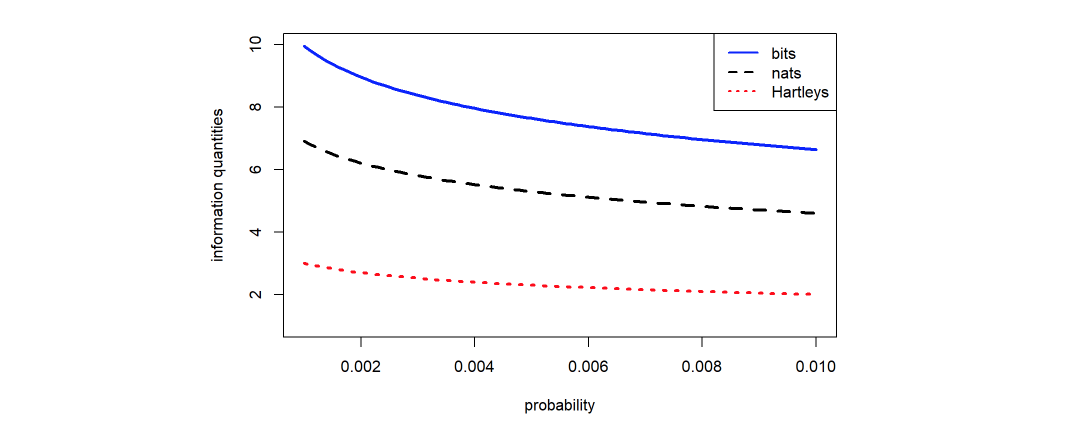 information quantities
10
8
6
4
2
bits
nats
Hartleys
0.002 0.004 0.006 0.008 0.010
probability